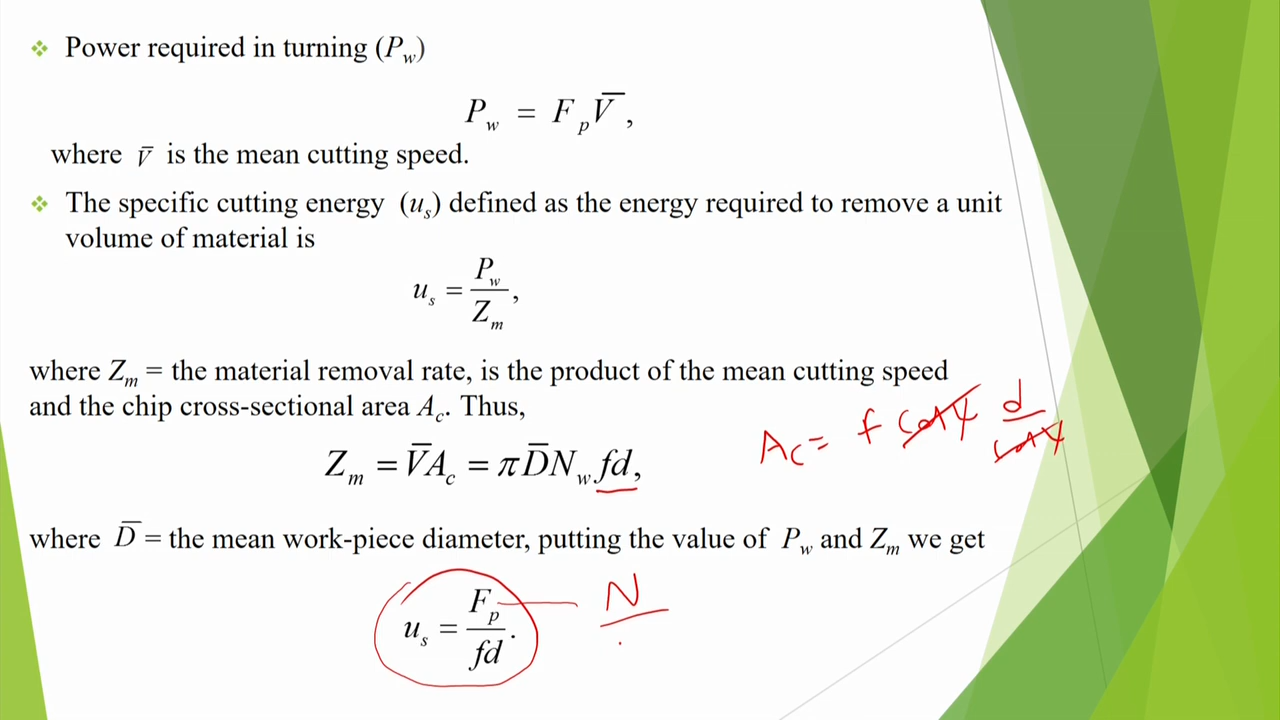 ❖ Power required in turning (P_w)
P_w = F_p V̅,
where V̅ is the mean cutting speed.
❖ The specific cutting energy (u_s) defined as the energy required to remove a unit
volume of material is
u_s = P_w / Z_m,
where Z_m = the material removal rate, is the product of the mean cutting speed
and the chip cross-sectional area A_c. Thus,
A_c = f cosψ d / cosψ
Z_m = V̅A_c = πD̅N_w fd,
where D̅ = the mean work-piece diameter, putting the value of P_w and Z_m we get
u_s = F_p / fd.
N